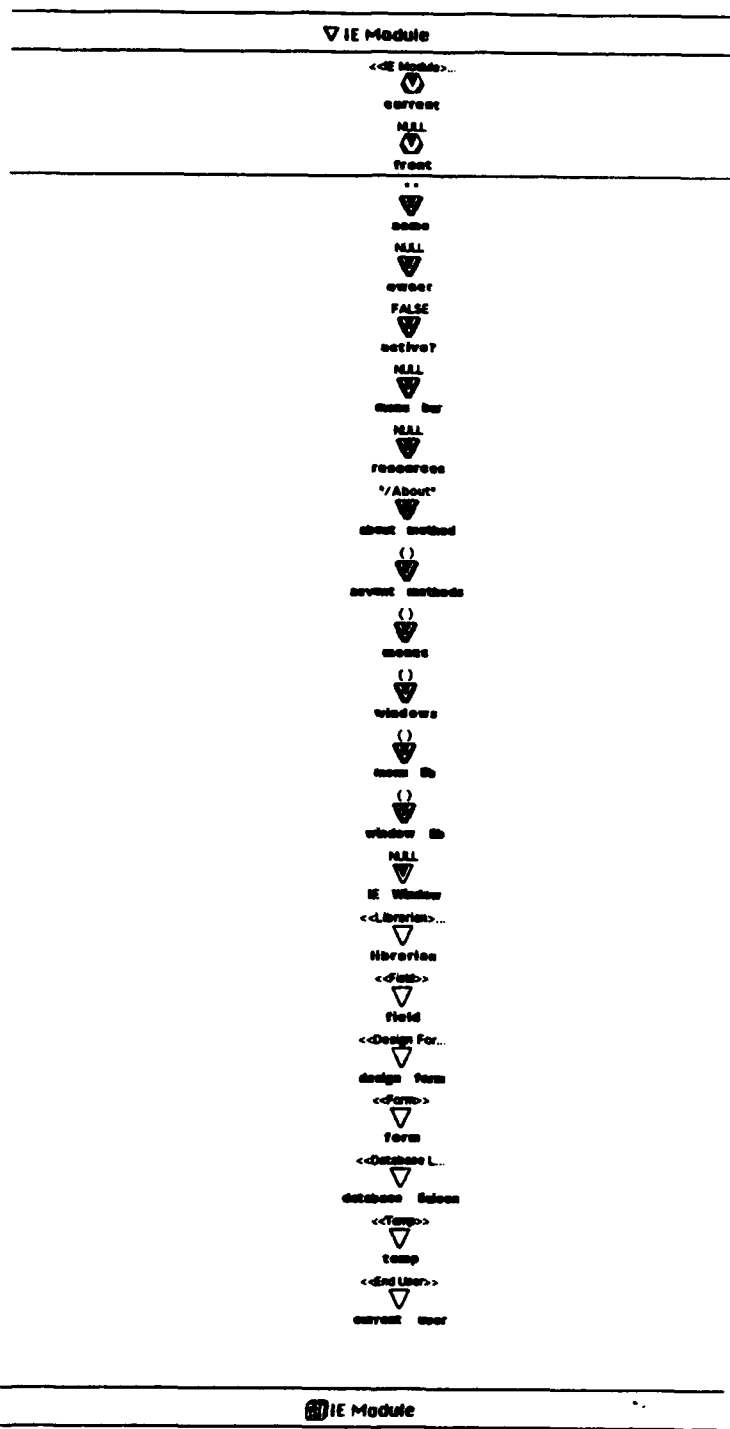 IE Module
<<IE Module>...
current
NULL
front
name
NULL
owner
FALSE
active?
NULL
menu bar
NULL
resources
"/About"
about method
( )
aevent methods
( )
menus
( )
windows
( )
menu lib
( )
window lib
NULL
IE Window
<<Librarian>...
librarian
<<Field>>
field
<<Design For...
design form
<<Form>>
form
<<Database L...
database liaison
<<Temp>>
temp
<<End User>>
current user
IE Module